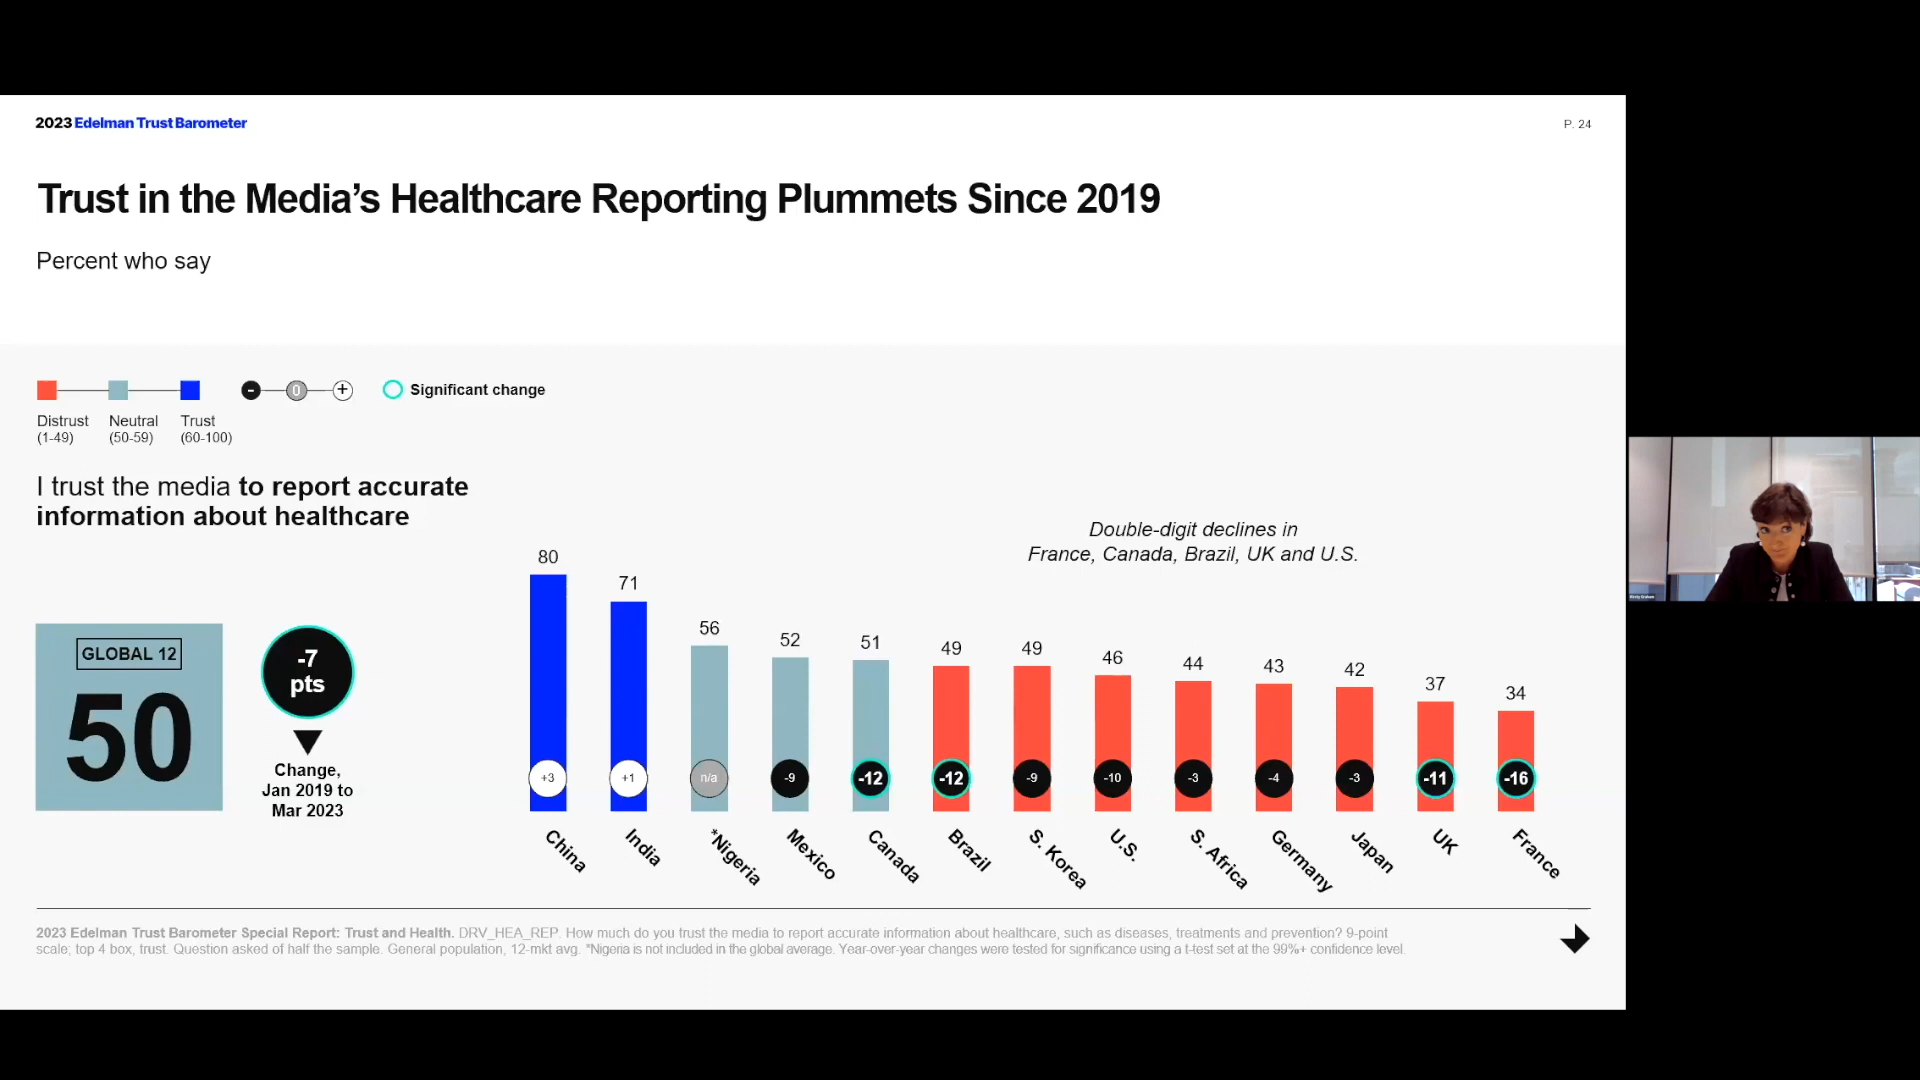 2023 Edelman Trust Barometer
P. 24
Trust in the Media's Healthcare Reporting Plummets Since 2019
Percent who say
- 0 +
Significant change
Distrust Neutral Trust
(1-49) (50-59) (60-100)
I trust the media to report accurate
information about healthcare
Double-digit declines in
France, Canada, Brazil, UK and U.S.
GLOBAL 12
50
-7
pts
Change,
Jan 2019 to
Mar 2023
80 71 56 52 51 49 49 46 44 43 42 37 34
+3 +1 n/a -9 -12 -12 -9 -10 -3 -4 -3 -11 -16
China India *Nigeria Mexico Canada Brazil S. Korea U.S. S. Africa Germany Japan UK France
2023 Edelman Trust Barometer Special Report: Trust and Health. DRV_HEA_REP. How much do you trust the media to report accurate information about healthcare, such as diseases, treatments and prevention? 9-point
scale; top 4 box, trust. Question asked of half the sample. General population, 12-mkt avg. *Nigeria is not included in the global average. Year-over-year changes were tested for significance using a t-test set at the 99%+ confidence level.